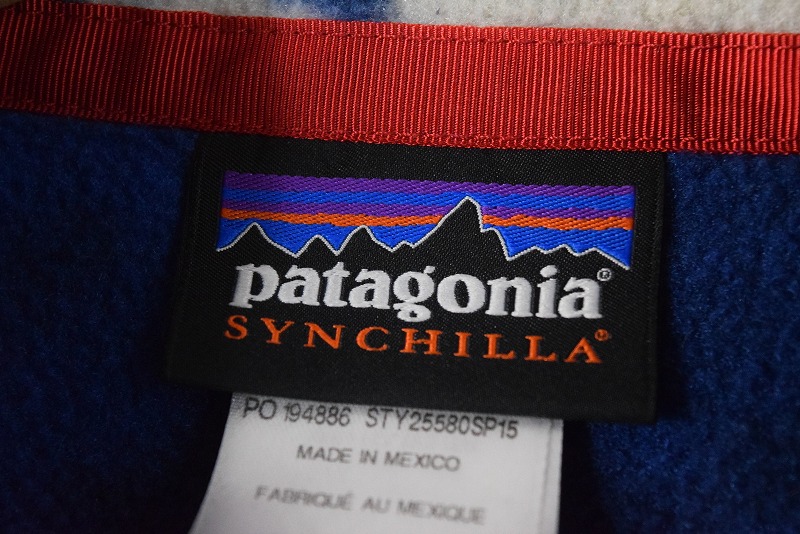 patagonia®
SYNCHILLA®
PO 194886 STY25580SP15
MADE IN MEXICO
FABRIQUÉ AU MEXIQUE